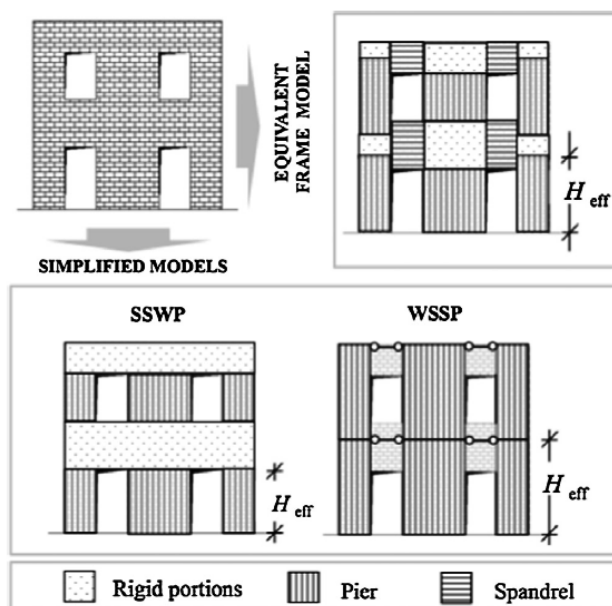 EQUIVALENT
FRAME MODEL
H eff
SIMPLIFIED MODELS
SSWP
WSSP
H eff
H eff
Rigid portions
Pier
Spandrel